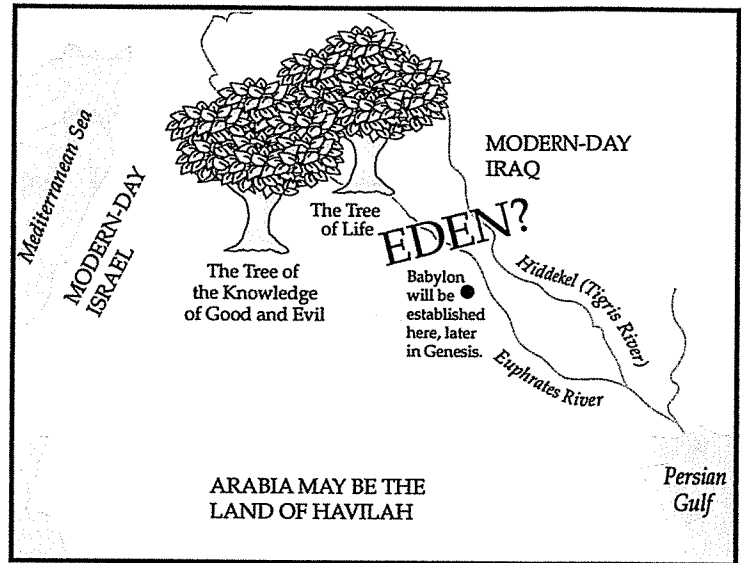 Mediterranean Sea
MODERN-DAY
ISRAEL
MODERN-DAY
IRAQ
The Tree
of Life
EDEN?
The Tree of
the Knowledge
of Good and Evil
Babylon
will be
established
here, later
in Genesis.
Hiddekel (Tigris River)
Euphrates River
ARABIA MAY BE THE
LAND OF HAVILAH
Persian
Gulf